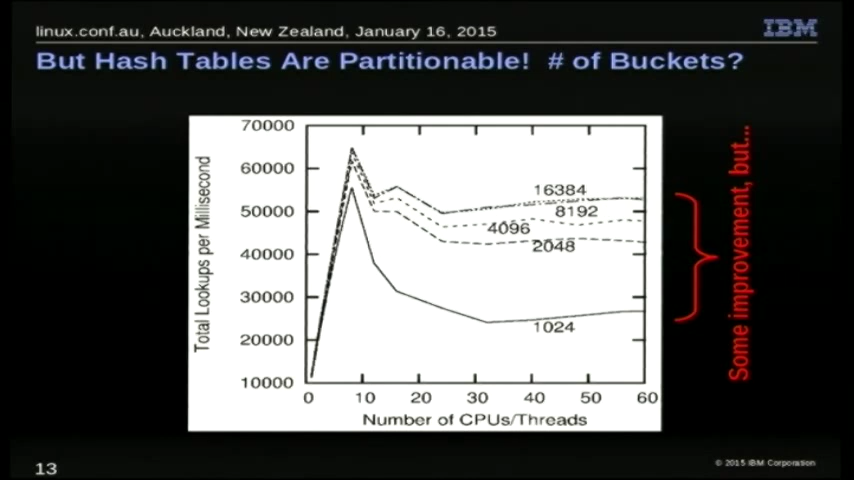 linux.conf.au, Auckland, New Zealand, January 16, 2015
IBM
But Hash Tables Are Partitionable! # of Buckets?
70000
60000
50000
40000
30000
20000
10000
Total Lookups per Millisecond
16384
8192
4096
2048
1024
0 10 20 30 40 50 60
Number of CPUs/Threads
Some improvement, but...
13
© 2015 IBM Corporation